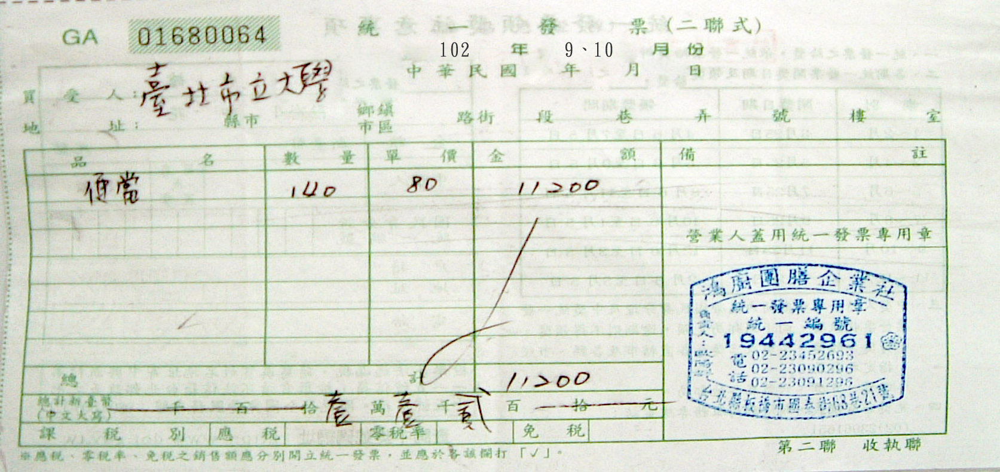 GA 01680064
統一發票(二聯式)
102年 9、10月份
中華民國 年 月 日
買受人:臺北市立大學
地址: 縣市 鄉鎮市區 路街 段 巷 弄 號 樓 室
品名 數量 單價 金額 備註
便當 140 80 11200
營業人蓋用統一發票專用章
鴻廚團膳企業社
統一發票專用章
統一編號
19442961
電話
02-23452693
02-23090296
02-23091296
台北縣板橋市國泰街63巷21號
總計 11200
總計新臺幣(中文大寫) 千 百 拾 壹 萬 壹 千 貳 百 拾 元
課稅別 應稅 零稅率 免稅
※應稅、零稅率、免稅之銷售額應分別開立統一發票,並應於各該欄打「✓」。
第二聯 收執聯